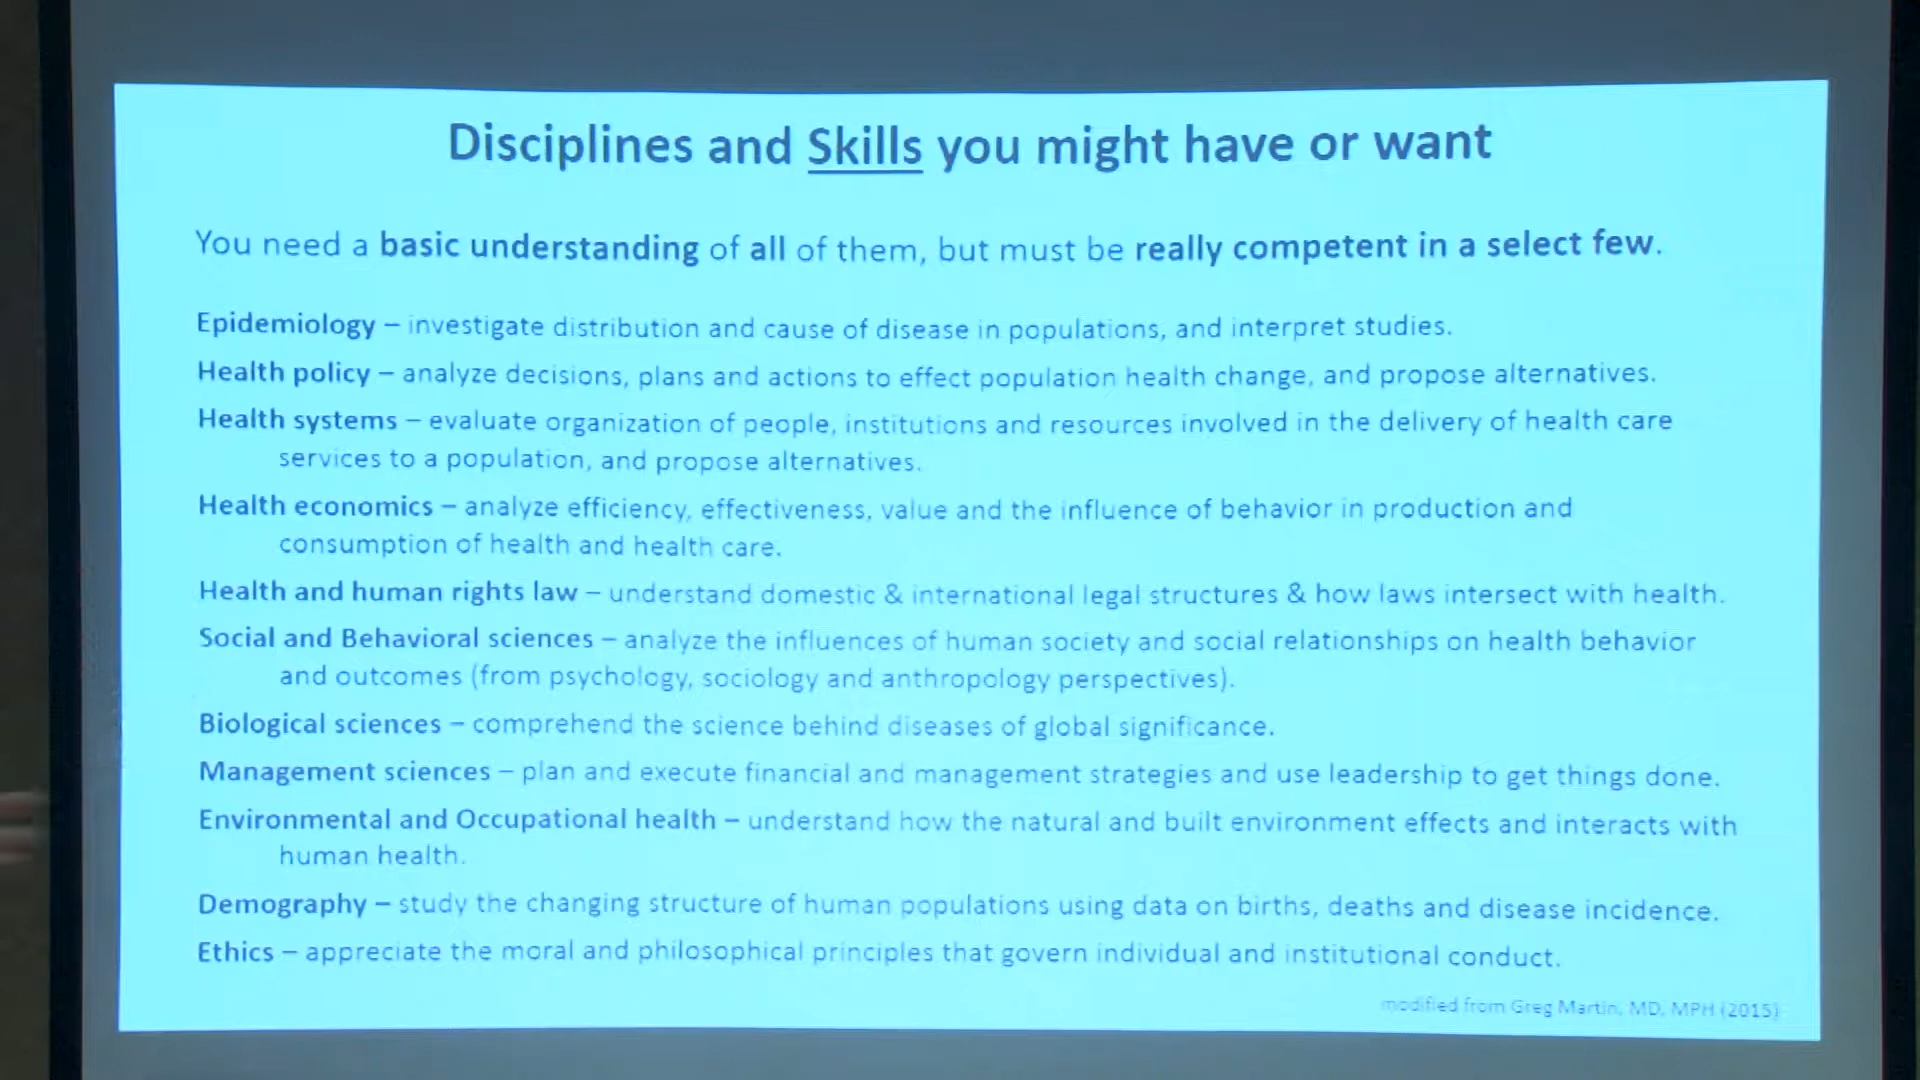 Disciplines and Skills you might have or want
You need a basic understanding of all of them, but must be really competent in a select few.
Epidemiology – investigate distribution and cause of disease in populations, and interpret studies.
Health policy – analyze decisions, plans and actions to effect population health change, and propose alternatives.
Health systems – evaluate organization of people, institutions and resources involved in the delivery of health care
services to a population, and propose alternatives.
Health economics – analyze efficiency, effectiveness, value and the influence of behavior in production and
consumption of health and health care.
Health and human rights law – understand domestic & international legal structures & how laws intersect with health.
Social and Behavioral sciences – analyze the influences of human society and social relationships on health behavior
and outcomes (from psychology, sociology and anthropology perspectives).
Biological sciences – comprehend the science behind diseases of global significance.
Management sciences – plan and execute financial and management strategies and use leadership to get things done.
Environmental and Occupational health – understand how the natural and built environment effects and interacts with
human health.
Demography – study the changing structure of human populations using data on births, deaths and disease incidence.
Ethics – appreciate the moral and philosophical principles that govern individual and institutional conduct.
modified from Greg Martin, MD, MPH (2015)